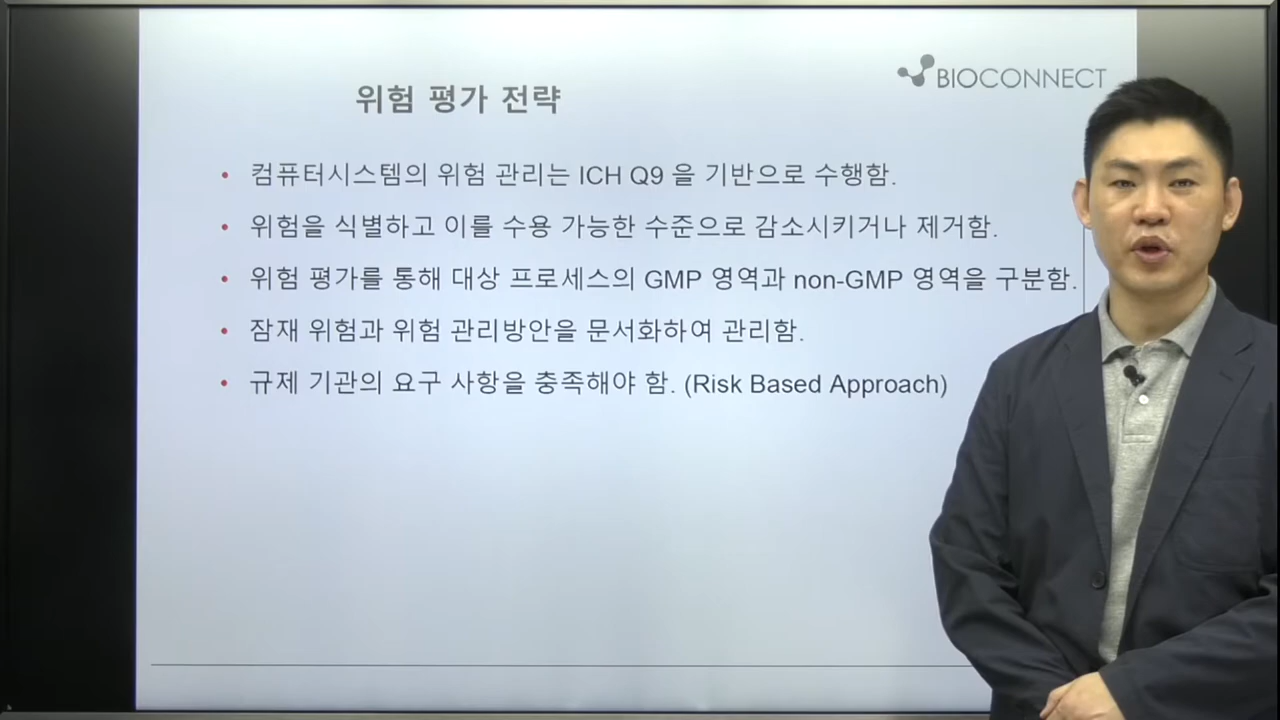 BIOCONNECT
위험 평가 전략
• 컴퓨터시스템의 위험 관리는 ICH Q9 을 기반으로 수행함.
• 위험을 식별하고 이를 수용 가능한 수준으로 감소시키거나 제거함.
• 위험 평가를 통해 대상 프로세스의 GMP 영역과 non-GMP 영역을 구분함.
• 잠재 위험과 위험 관리방안을 문서화하여 관리함.
• 규제 기관의 요구 사항을 충족해야 함. (Risk Based Approach)